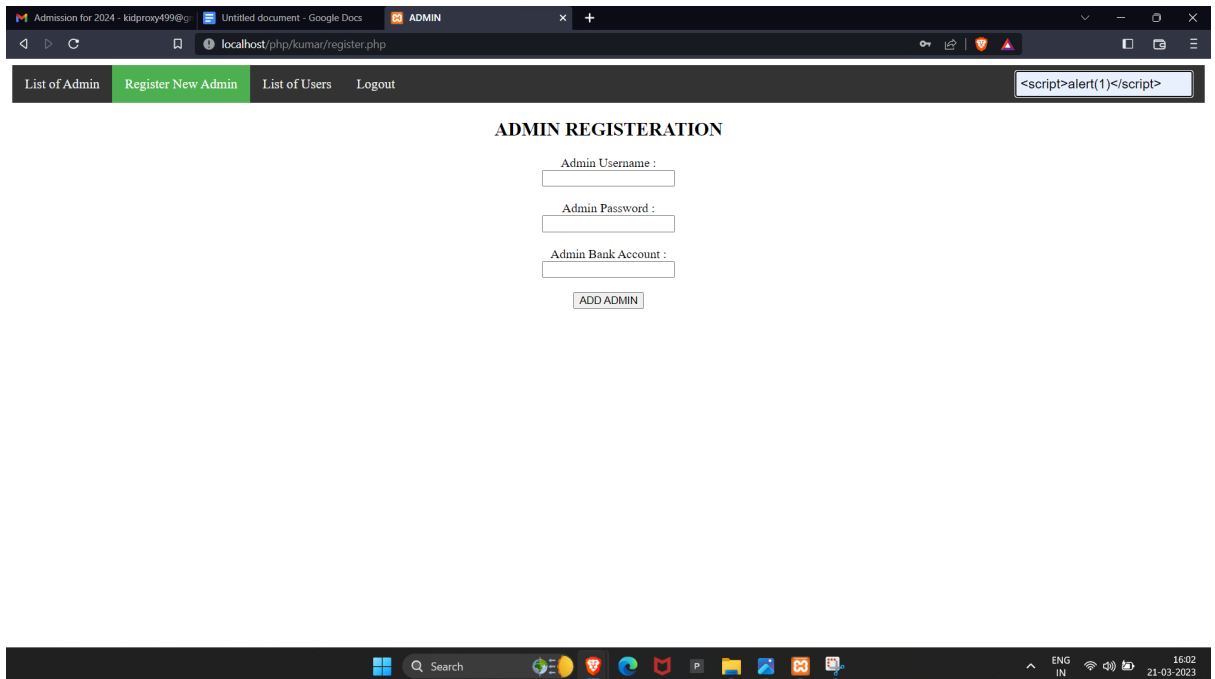 Admission for 2024 - kidproxy499@gm
Untitled document - Google Docs
ADMIN
localhost/php/kumar/register.php
List of Admin
Register New Admin
List of Users
Logout
<script>alert(1)</script>
ADMIN REGISTERATION
Admin Username :
Admin Password :
Admin Bank Account :
ADD ADMIN
Search
P
ENG
IN
16:02
21-03-2023